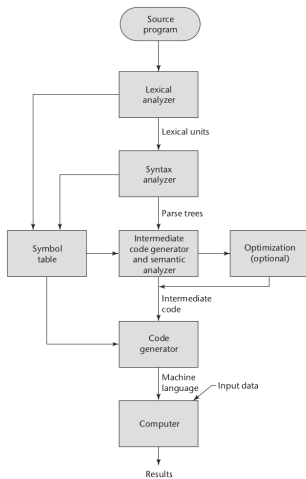 Source
program
Lexical
analyzer
Lexical units
Syntax
analyzer
Parse trees
Symbol
table
Intermediate
code generator
and semantic
analyzer
Optimization
(optional)
Intermediate
code
Code
generator
Machine
language
Input data
Computer
Results